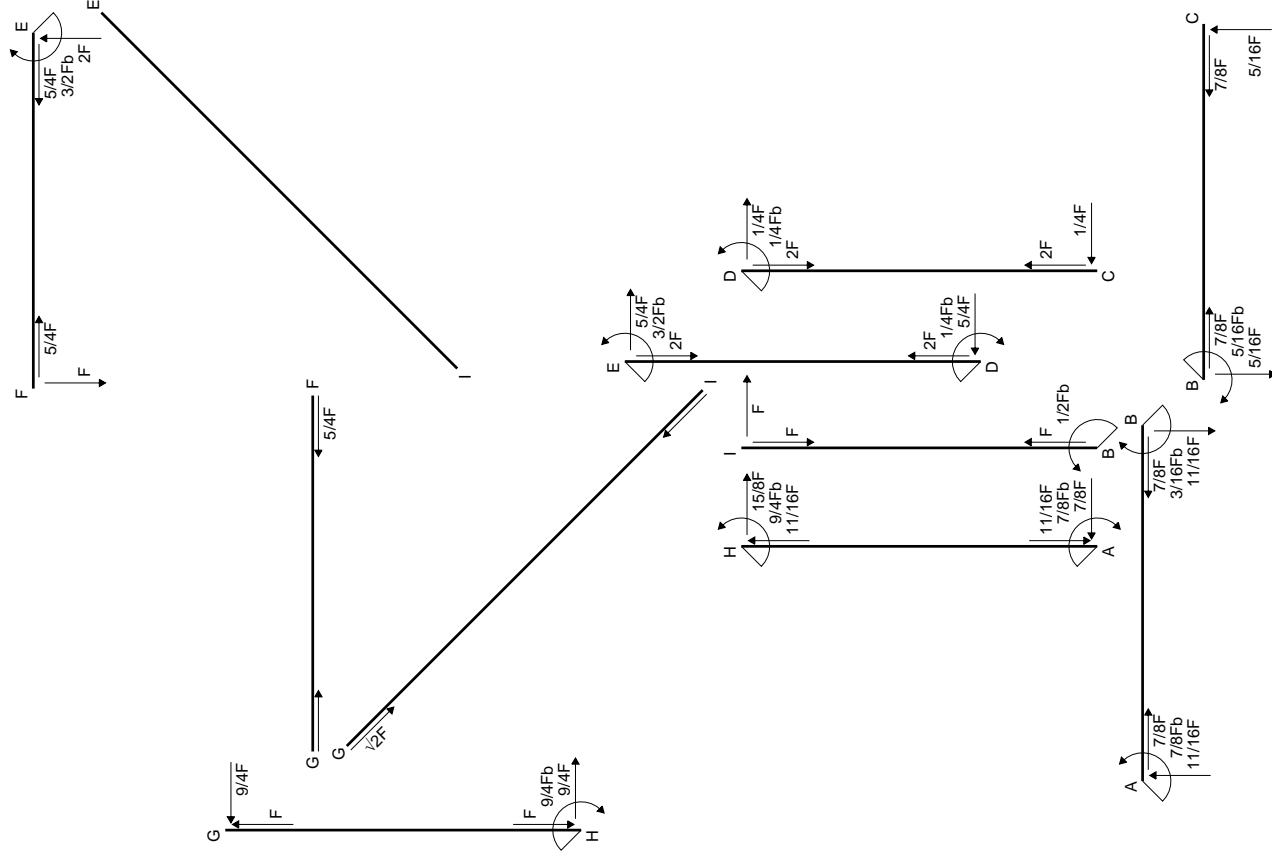 F
E
5/4F
F
5/4F
3/2Fb
2F
E
I
G
F
5/4F
G
√2F
I
G
9/4F
F
F
9/4Fb
9/4F
H
D
1/4F
1/4Fb
2F
2F
1/4F
C
E
5/4F
3/2Fb
2F
2F
1/4Fb
5/4F
D
I
F
F
F
1/2Fb
B
H
15/8F
9/4Fb
11/16F
11/16F
7/8Fb
7/8F
A
A
7/8F
7/8Fb
11/16F
B
7/8F
3/16Fb
11/16F
B
7/8F
5/16Fb
5/16F
C
7/8F
5/16F